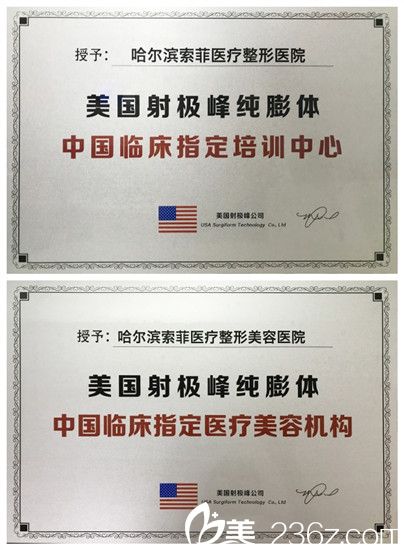 授予：哈尔滨索菲医疗整形医院
美国射极峰纯膨体
中国临床指定培训中心
美国射极峰公司
USA Surgiform Technology Co., Ltd
授予：哈尔滨索菲医疗整形美容医院
美国射极峰纯膨体
中国临床指定医疗美容机构
美国射极峰公司
USA Surgiform Technology Co., Ltd
美236z.com